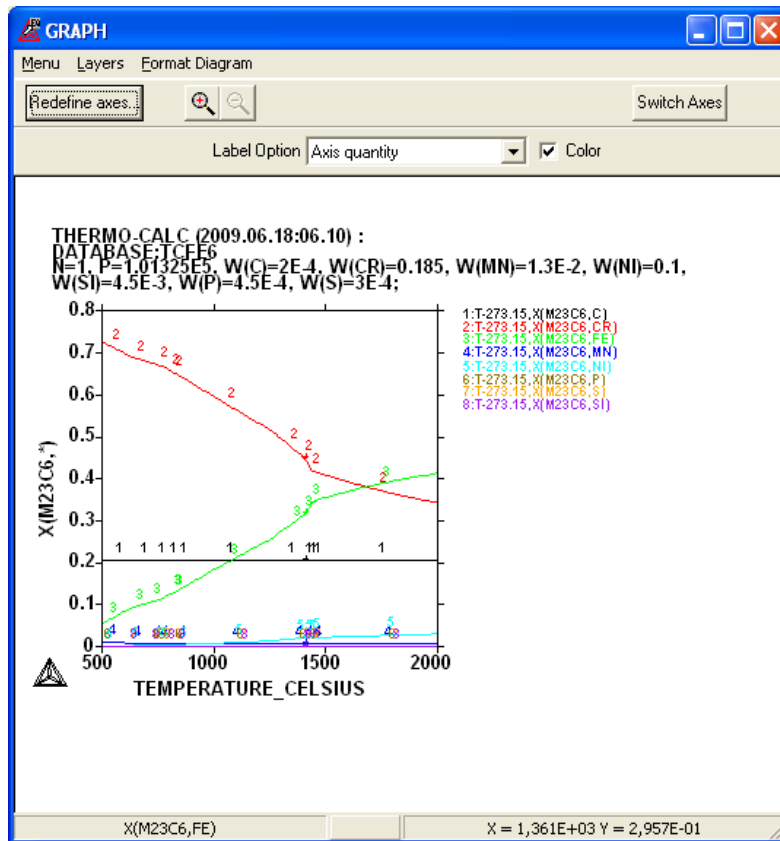 GRAPH
Menu Layers Format Diagram
Redefine axes... Switch Axes
Label Option Axis quantity Color
THERMO-CALC (2009.06.18:06.10) :
DATABASE:TCFE6
N=1, P=1.01325E5, W(C)=2E-4, W(CR)=0.185, W(MN)=1.3E-2, W(NI)=0.1,
W(SI)=4.5E-3, W(P)=4.5E-4, W(S)=3E-4;
1:T-273.15,X(M23C6,C)
2:T-273.15,X(M23C6,CR)
3:T-273.15,X(M23C6,FE)
4:T-273.15,X(M23C6,MN)
5:T-273.15,X(M23C6,NI)
6:T-273.15,X(M23C6,P)
7:T-273.15,X(M23C6,S)
8:T-273.15,X(M23C6,SI)
0.8
0.7
0.6
0.5
0.4
0.3
0.2
0.1
0
X(M23C6,*)
500 1000 1500 2000
TEMPERATURE_CELSIUS
X(M23C6,FE) X = 1,361E+03 Y = 2,957E-01